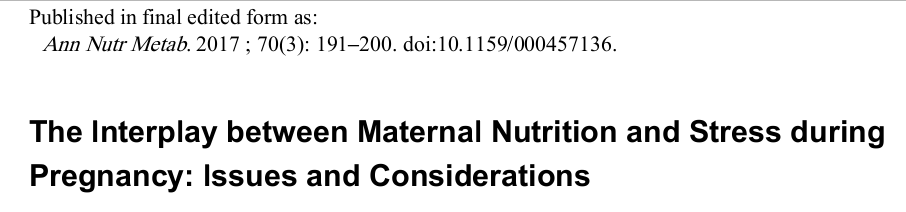 Published in final edited form as:
Ann Nutr Metab. 2017 ; 70(3): 191–200. doi:10.1159/000457136.
The Interplay between Maternal Nutrition and Stress during
Pregnancy: Issues and Considerations